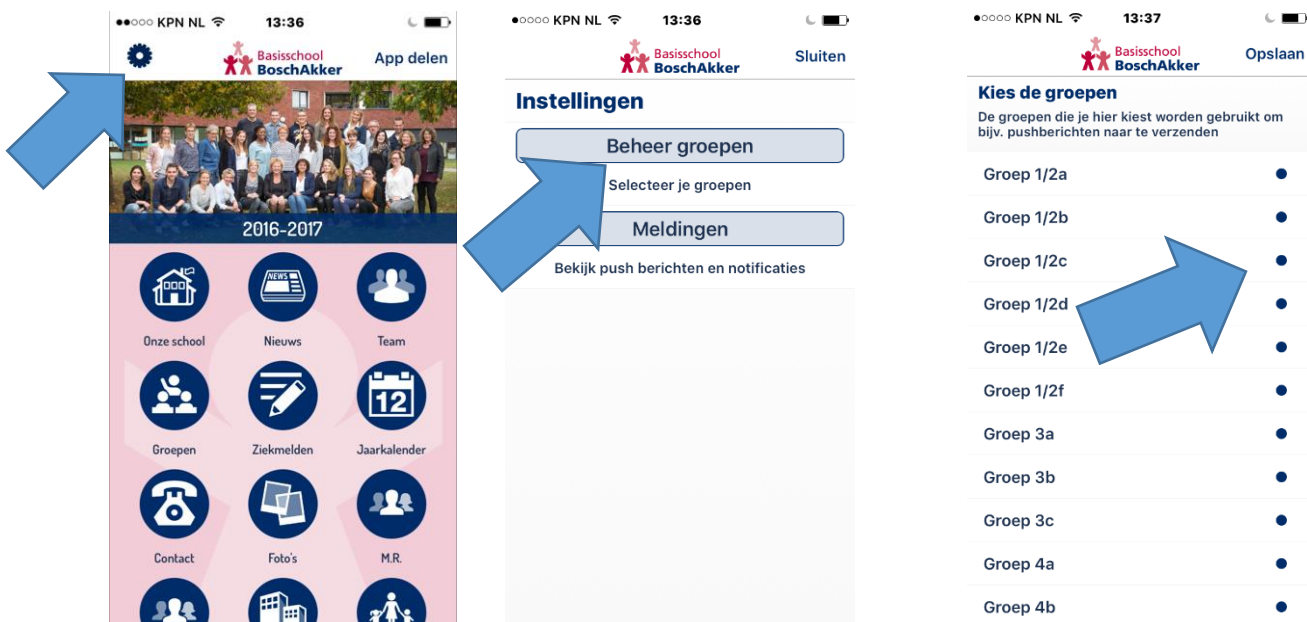 KPN NL 13:36
Basisschool
BoschAkker
App delen
2016-2017
NEWS
Onze school Nieuws Team
12
Groepen Ziekmelden Jaarkalender
Contact Foto's M.R.
KPN NL 13:36
Basisschool
BoschAkker
Sluiten
Instellingen
Beheer groepen
Selecteer je groepen
Meldingen
Bekijk push berichten en notificaties
KPN NL 13:37
Basisschool
BoschAkker
Opslaan
Kies de groepen
De groepen die je hier kiest worden gebruikt om
bijv. pushberichten naar te verzenden
Groep 1/2a
Groep 1/2b
Groep 1/2c
Groep 1/2d
Groep 1/2e
Groep 1/2f
Groep 3a
Groep 3b
Groep 3c
Groep 4a
Groep 4b